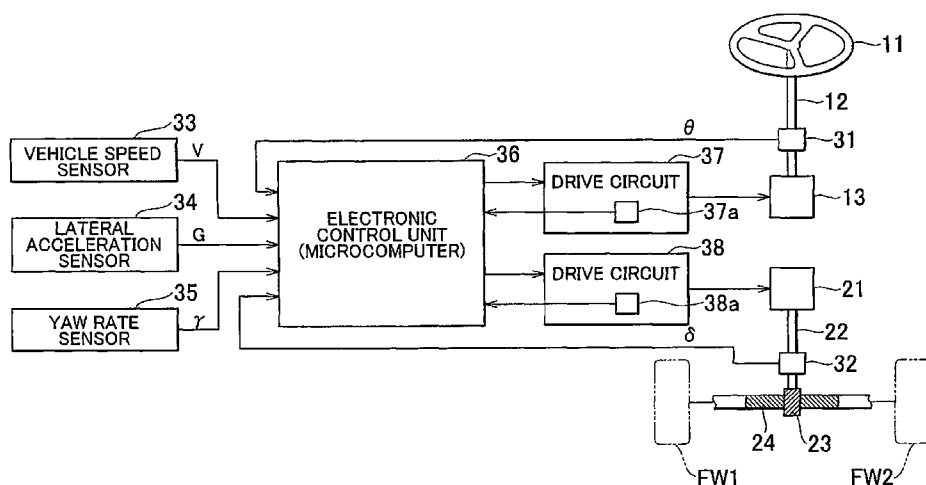 11
12
θ
31
33
VEHICLE SPEED
SENSOR
V
36
37
DRIVE CIRCUIT
37a
13
34
LATERAL
ACCELERATION
SENSOR
G
ELECTRONIC
CONTROL UNIT
(MICROCOMPUTER)
38
DRIVE CIRCUIT
38a
21
35
YAW RATE
SENSOR
γ
δ
22
32
24
23
FW1
FW2